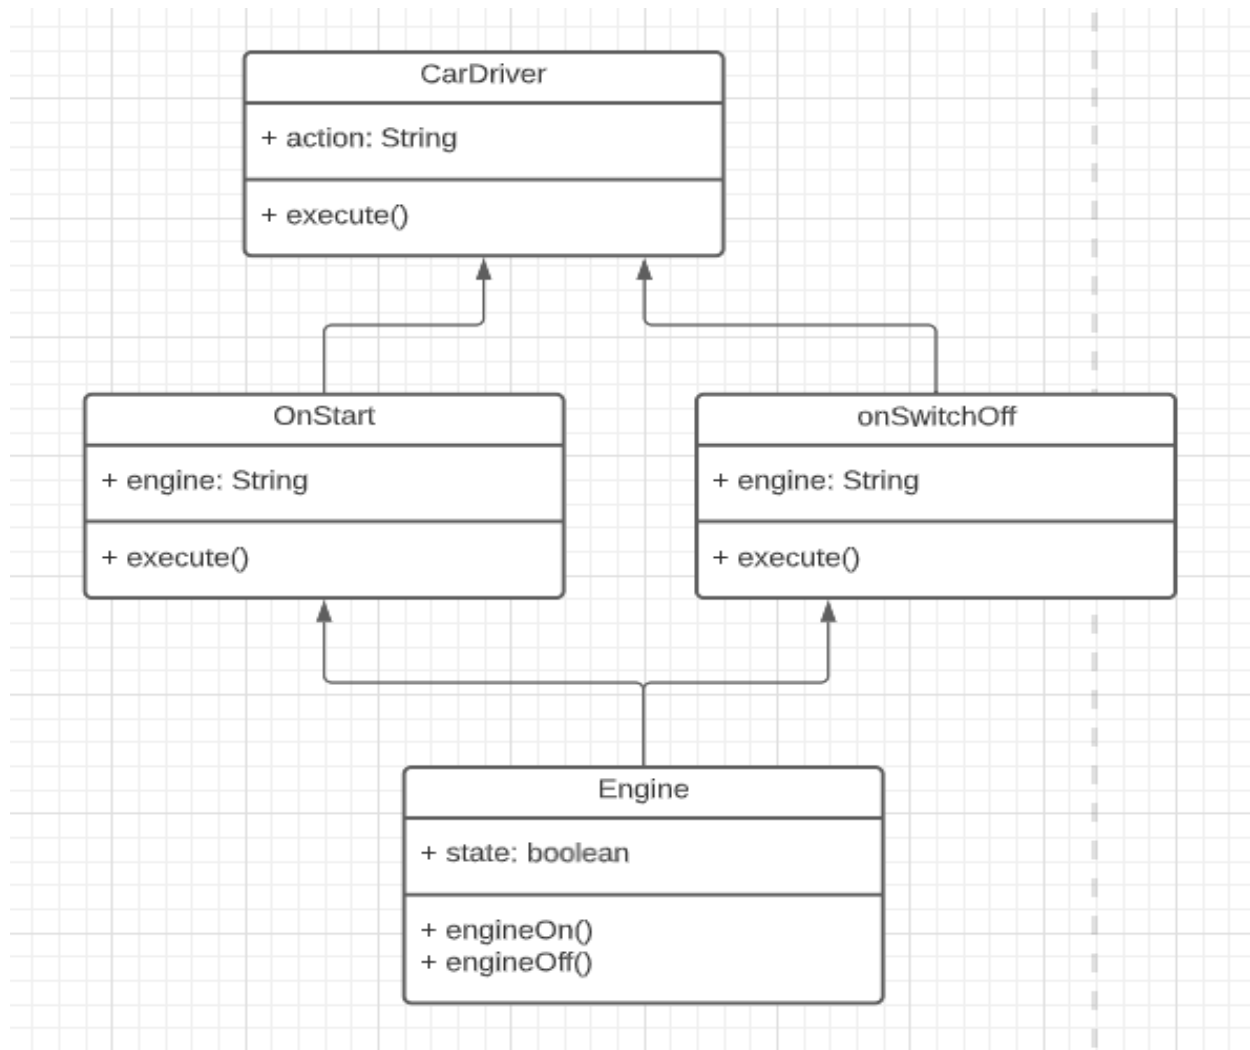 CarDriver
+ action: String
+ execute()
OnStart
+ engine: String
+ execute()
onSwitchOff
+ engine: String
+ execute()
Engine
+ state: boolean
+ engineOn()
+ engineOff()